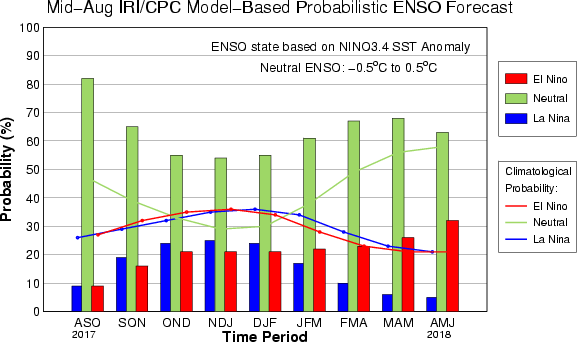 Mid-Aug IRI/CPC Model-Based Probabilistic ENSO Forecast
ENSO state based on NINO3.4 SST Anomaly
Neutral ENSO: -0.5°C to 0.5°C
Probability (%)
100
90
80
70
60
50
40
30
20
10
0
ASO SON OND NDJ DJF JFM FMA MAM AMJ
2017 2018
Time Period
El Nino
Neutral
La Nina
Climatological
Probability:
El Nino
Neutral
La Nina